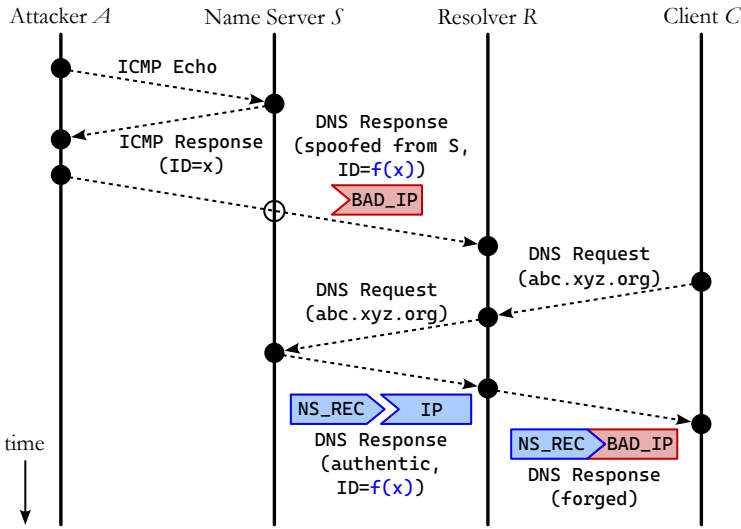 Attacker A
Name Server S
Resolver R
Client C
ICMP Echo
ICMP Response
(ID=x)
DNS Response
(spoofed from S,
ID=f(x))
BAD_IP
DNS Request
(abc.xyz.org)
DNS Request
(abc.xyz.org)
NS_REC
IP
DNS Response
(authentic,
ID=f(x))
NS_REC
BAD_IP
DNS Response
(forged)
time